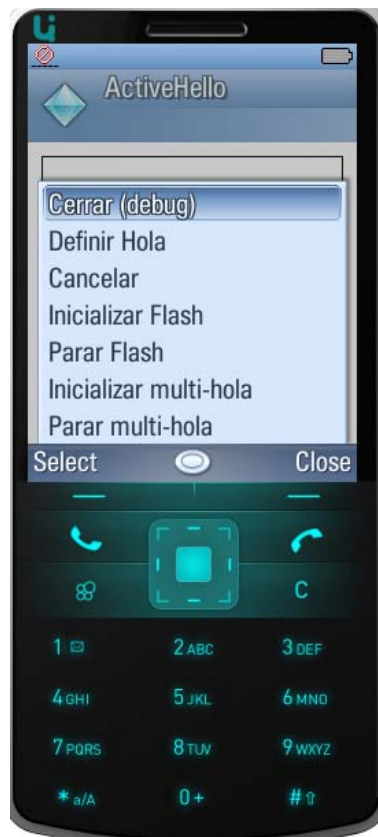 ActiveHello
Cerrar (debug)
Definir Hola
Cancelar
Inicializar Flash
Parar Flash
Inicializar multi-hola
Parar multi-hola
Select Close
C
1 2 ABC 3 DEF
4 GHI 5 JKL 6 MNO
7 PQRS 8 TUV 9 WXYZ
* a/A 0 + #